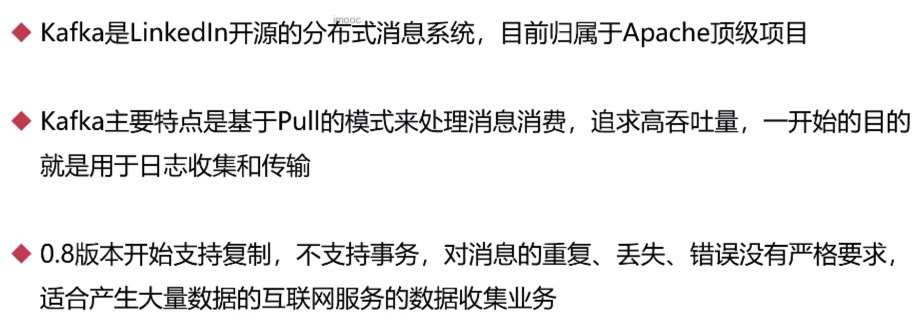 imooc
◆ Kafka是LinkedIn开源的分布式消息系统，目前归属于Apache顶级项目
◆ Kafka主要特点是基于Pull的模式来处理消息消费，追求高吞吐量，一开始的目的
就是用于日志收集和传输
◆ 0.8版本开始支持复制，不支持事务，对消息的重复、丢失、错误没有严格要求，
适合产生大量数据的互联网服务的数据收集业务